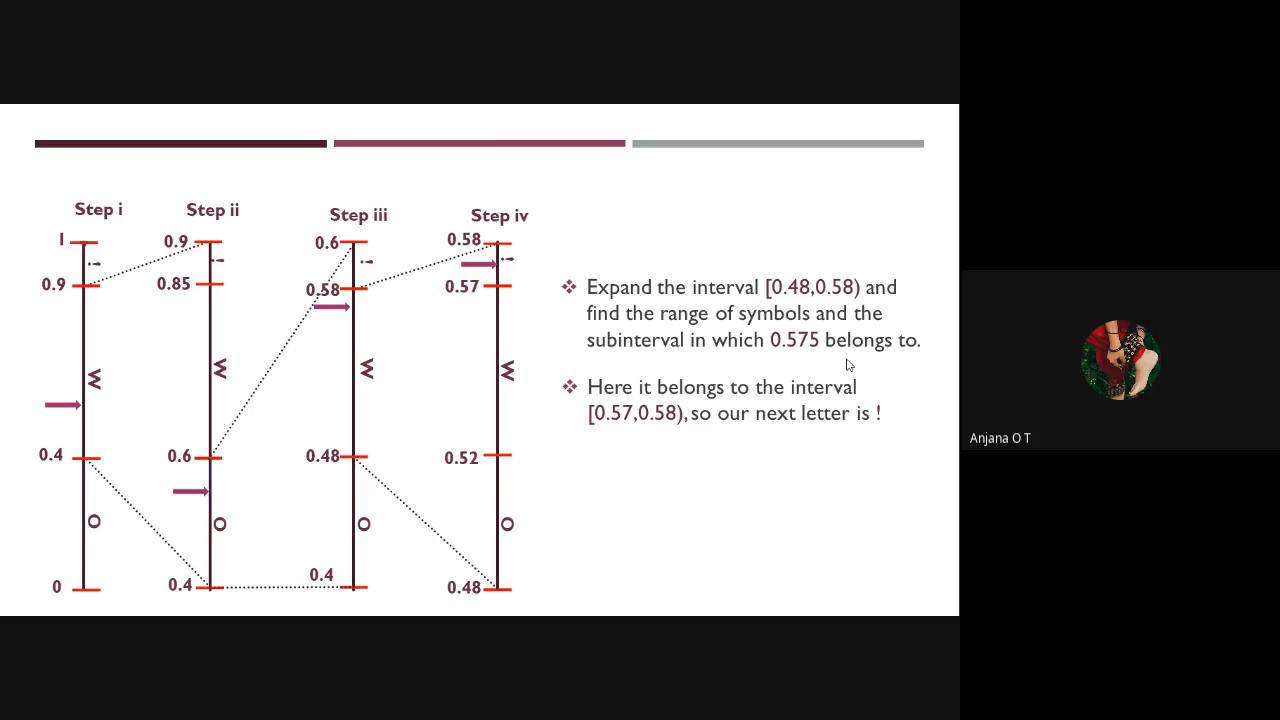 Step i
Step ii
Step iii
Step iv
1
0.9
0.4
0
!
W
O
0.9
0.85
0.6
0.4
!
W
O
0.6
0.58
0.48
0.4
!
W
O
0.58
0.57
0.52
0.48
!
W
O
❖ Expand the interval [0.48,0.58) and
find the range of symbols and the
subinterval in which 0.575 belongs to.
❖ Here it belongs to the interval
[0.57,0.58), so our next letter is !
Anjana O T